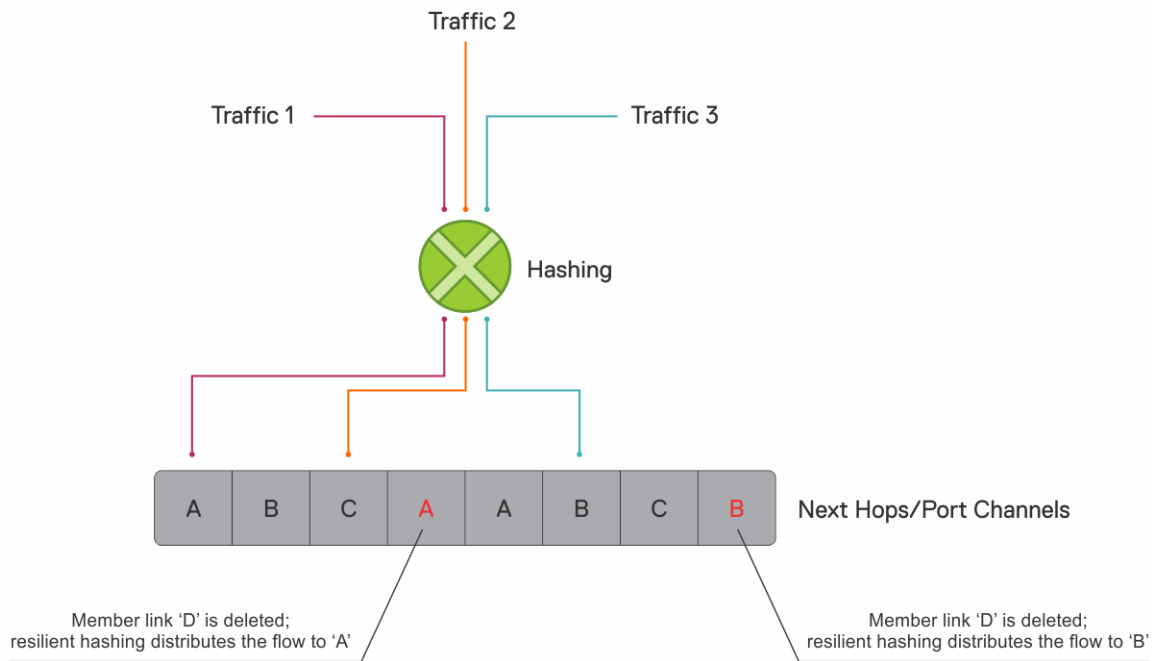 Traffic 2
Traffic 1
Traffic 3
Hashing
A B C A A B C B
Next Hops/Port Channels
Member link ‘D’ is deleted;
resilient hashing distributes the flow to ‘A’
Member link ‘D’ is deleted;
resilient hashing distributes the flow to ‘B’